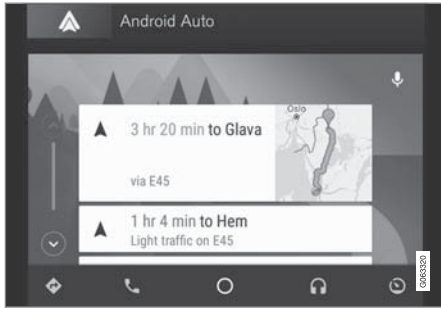 Android Auto
Oslo
3 hr 20 min to Glava
via E45
1 hr 4 min to Hem
Light traffic on E45
G063320